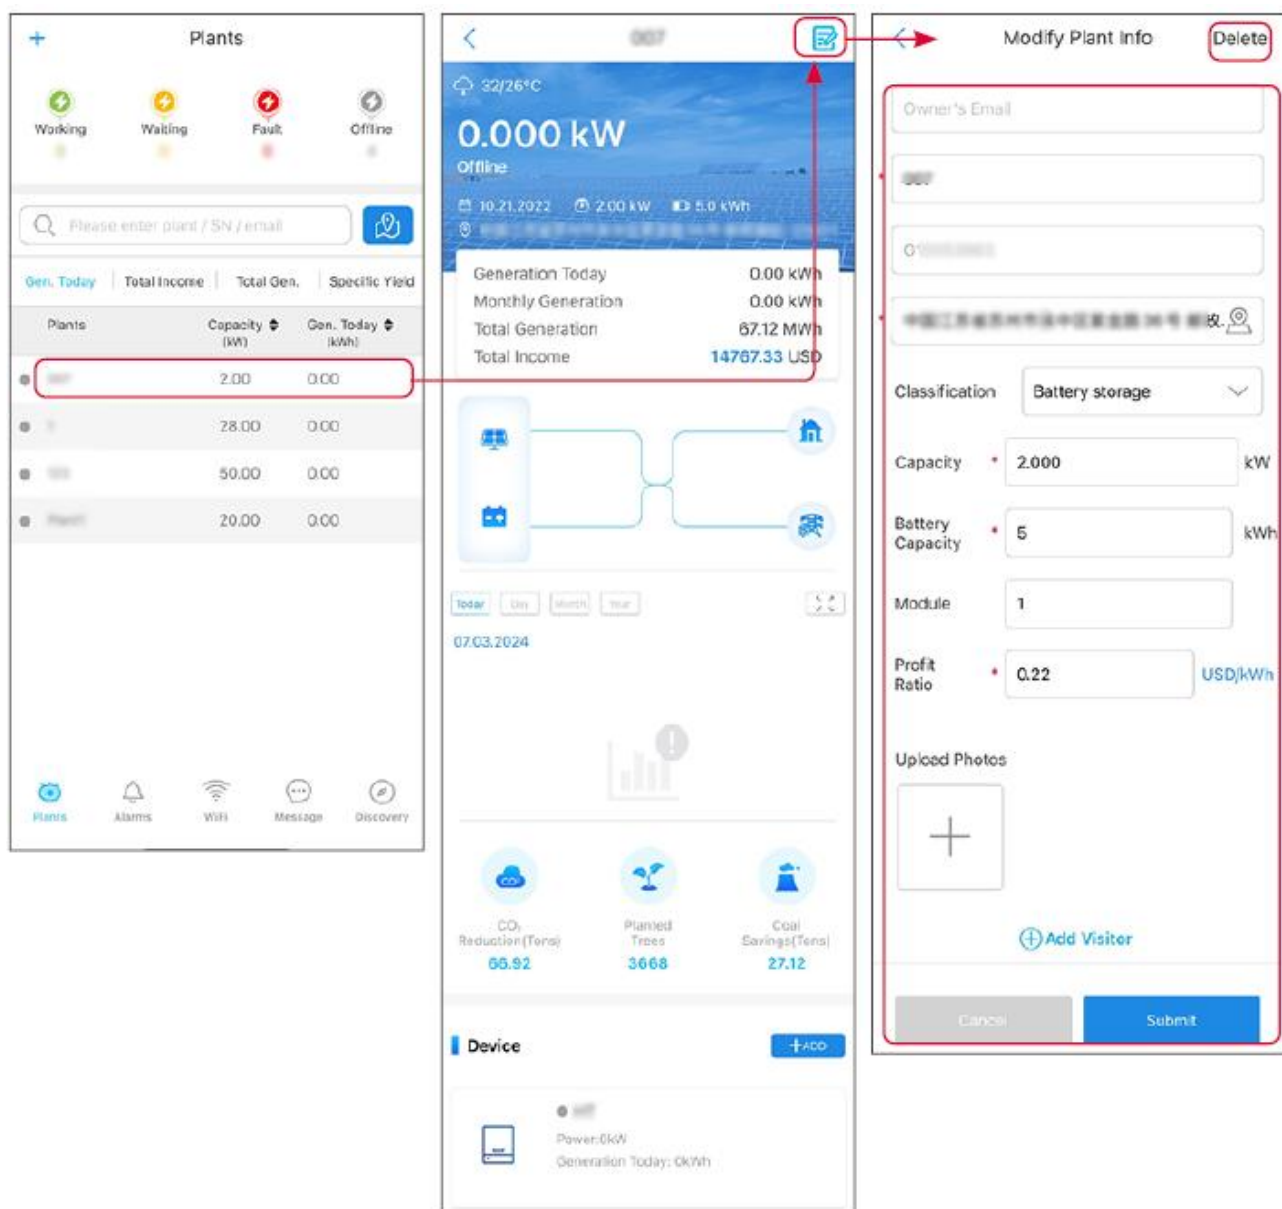 Plants
Working
Waiting
Fault
Offline
Please enter plant / SN / email
Gen. Today
Total Income
Total Gen.
Specific Yield
Plants
Capacity
(kW)
Gen. Today
(kWh)
2.00
0.00
28.00
0.00
50.00
0.00
20.00
0.00
Plants
Alarms
WiFi
Message
Discovery
32/26°C
0.000 kW
Offline
10.21.2022
2.00 kW
5.0 kWh
Generation Today
0.00 kWh
Monthly Generation
0.00 kWh
Total Generation
67.12 MWh
Total Income
14767.33 USD
Today
Day
Month
Year
07.03.2024
CO₂
Reduction(Tons)
66.92
Planted
Trees
3668
Coal
Savings(Tons)
27.12
Device
+ADD
Power:0kW
Generation Today: 0kWh
Modify Plant Info
Delete
Owner's Email
Classification
Battery storage
Capacity
*
2.000
kW
Battery
Capacity
*
5
kWh
Module
1
Profit
Ratio
*
0.22
USD/kWh
Upload Photos
Add Visitor
Cancel
Submit